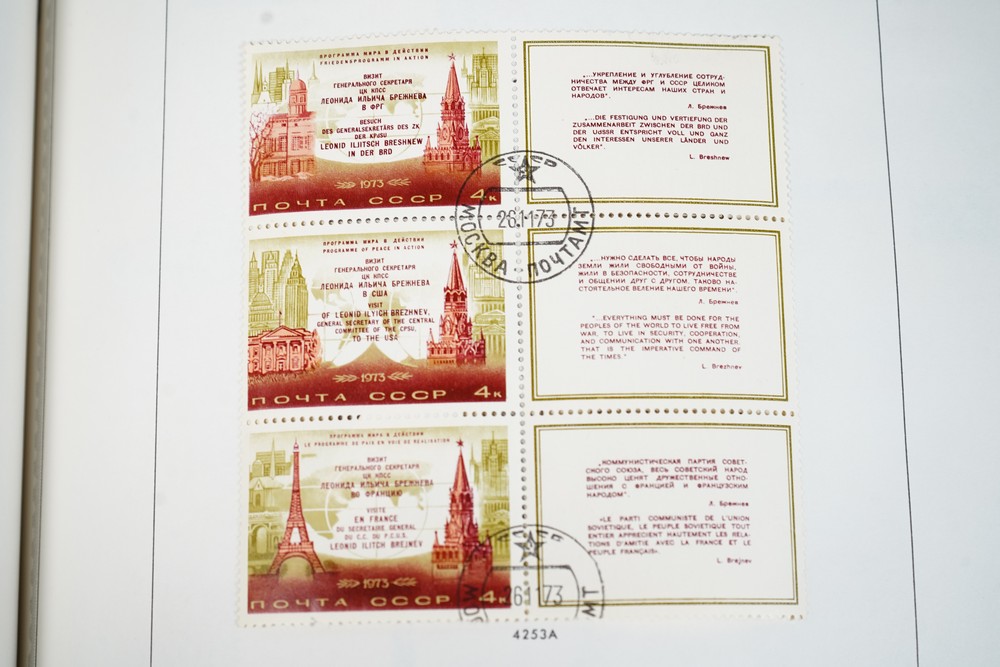 ПРОГРАММА МИРА В ДЕЙСТВИИ
FRIEDENSPROGRAMM IN AKTION
ВИЗИТ
ГЕНЕРАЛЬНОГО СЕКРЕТАРЯ
ЦК КПСС
ЛЕОНИДА ИЛЬИЧА БРЕЖНЕВА
В ФРГ
BESUCH
DES GENERALSEKRETÄRS DES ZK
DER KPdSU
LEONID ILJITSCH BRESHNEW
IN DER BRD
1973
ПОЧТА СССР 4к
„...УКРЕПЛЕНИЕ И УГЛУБЛЕНИЕ СОТРУД-
НИЧЕСТВА МЕЖДУ ФРГ И СССР ЦЕЛИКОМ
ОТВЕЧАЕТ ИНТЕРЕСАМ НАШИХ СТРАН И
НАРОДОВ".
Л. Брежнев
„...DIE FESTIGUNG UND VERTIEFUNG DER
ZUSAMMENARBEIT ZWISCHEN DER BRD UND
DER UdSSR ENTSPRICHT VOLL UND GANZ
DEN INTERESSEN UNSERER LÄNDER UND
VÖLKER".
L. Breshnew
СССР
26.11.73
МОСКВА - ПОЧТАМТ
ПРОГРАММА МИРА В ДЕЙСТВИИ
PROGRAMME OF PEACE IN ACTION
ВИЗИТ
ГЕНЕРАЛЬНОГО СЕКРЕТАРЯ
ЦК КПСС
ЛЕОНИДА ИЛЬИЧА БРЕЖНЕВА
В США
VISIT
OF LEONID ILYICH BREZHNEV,
GENERAL SECRETARY OF THE CENTRAL
COMMITTEE OF THE CPSU,
TO THE USA
1973
ПОЧТА СССР 4к
„...НУЖНО СДЕЛАТЬ ВСЕ, ЧТОБЫ НАРОДЫ
ЗЕМЛИ ЖИЛИ СВОБОДНЫМИ ОТ ВОЙНЫ,
ЖИЛИ В БЕЗОПАСНОСТИ, СОТРУДНИЧЕСТВЕ
И ОБЩЕНИИ ДРУГ С ДРУГОМ. ТАКОВО НА-
СТОЯТЕЛЬНОЕ ВЕЛЕНИЕ НАШЕГО ВРЕМЕНИ".
Л. Брежнев
"...EVERYTHING MUST BE DONE FOR THE
PEOPLES OF THE WORLD TO LIVE FREE FROM
WAR, TO LIVE IN SECURITY, COOPERATION,
AND COMMUNICATION WITH ONE ANOTHER.
THAT IS THE IMPERATIVE COMMAND OF
THE TIMES."
L. Brezhnev
ПРОГРАММА МИРА В ДЕЙСТВИИ
LE PROGRAMME DE PAIX EN VOIE DE REALISATION
ВИЗИТ
ГЕНЕРАЛЬНОГО СЕКРЕТАРЯ
ЦК КПСС
ЛЕОНИДА ИЛЬИЧА БРЕЖНЕВА
ВО ФРАНЦИЮ
VISITE
EN FRANCE
DU SECRETAIRE GENERAL
DU C.C. DU P.C.U.S.
LEONID ILITCH BREJNEV
1973
ПОЧТА СССР 4к
„КОММУНИСТИЧЕСКАЯ ПАРТИЯ СОВЕТ-
СКОГО СОЮЗА, ВЕСЬ СОВЕТСКИЙ НАРОД
ВЫСОКО ЦЕНЯТ ДРУЖЕСТВЕННЫЕ ОТНО-
ШЕНИЯ С ФРАНЦИЕЙ И ФРАНЦУЗСКИМ
НАРОДОМ".
Л. Брежнев
«LE PARTI COMMUNISTE DE L'UNION
SOVIETIQUE, LE PEUPLE SOVIETIQUE TOUT
ENTIER APPRECIENT HAUTEMENT LES RELA-
TIONS D'AMITIE AVEC LA FRANCE ET LE
PEUPLE FRANÇAIS».
L. Brejnev
26.11.73
4253A